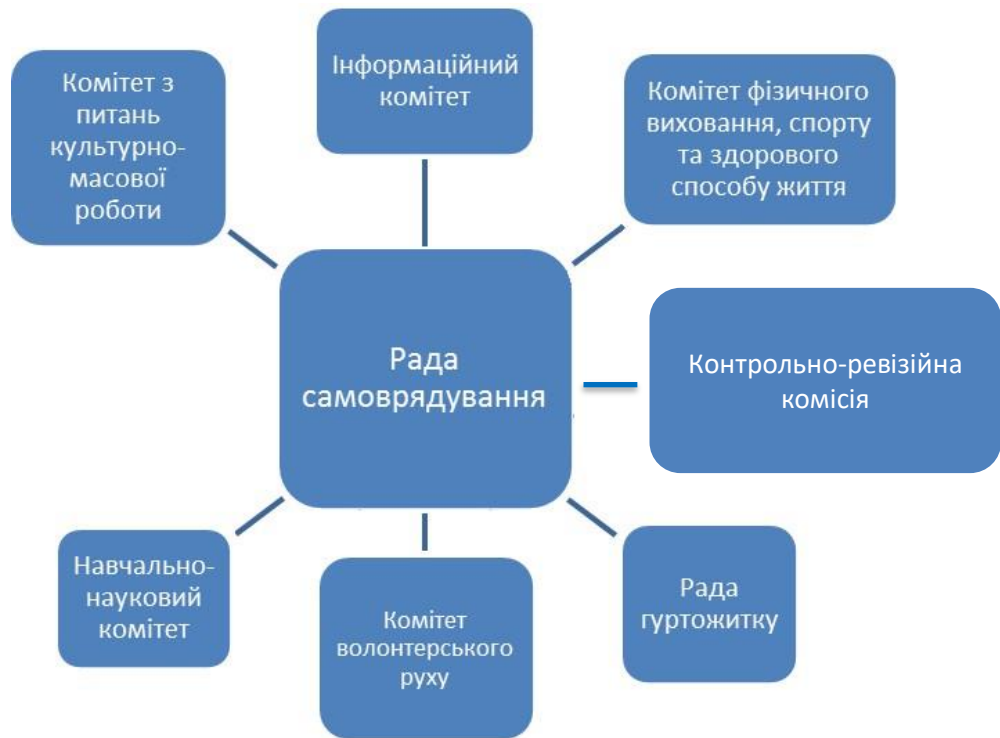 Комітет з
питань
культурно-
масової
роботи
Інформаційний
комітет
Комітет фізичного
виховання, спорту
та здорового
способу життя
Рада
самоврядування
Контрольно-ревізійна
комісія
Навчально-
науковий
комітет
Комітет
волонтерського
руху
Рада
гуртожитку